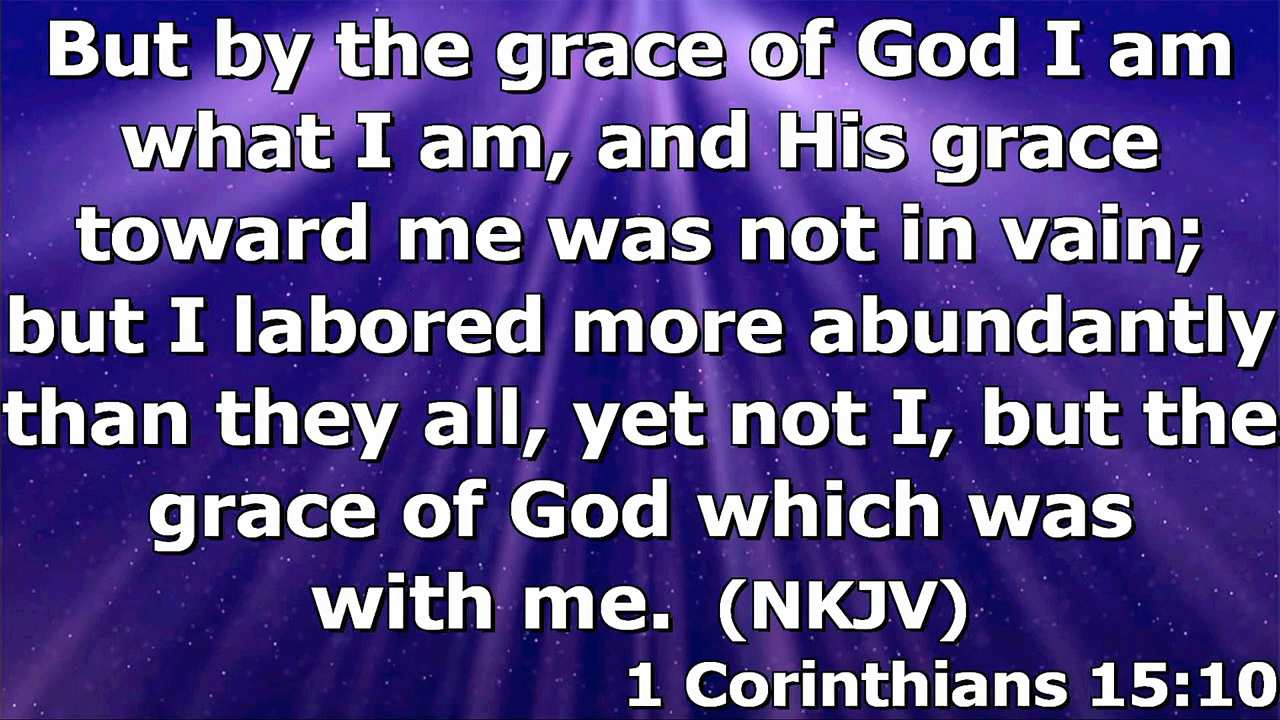 But by the grace of God I am
what I am, and His grace
toward me was not in vain;
but I labored more abundantly
than they all, yet not I, but the
grace of God which was
with me. (NKJV)
1 Corinthians 15:10